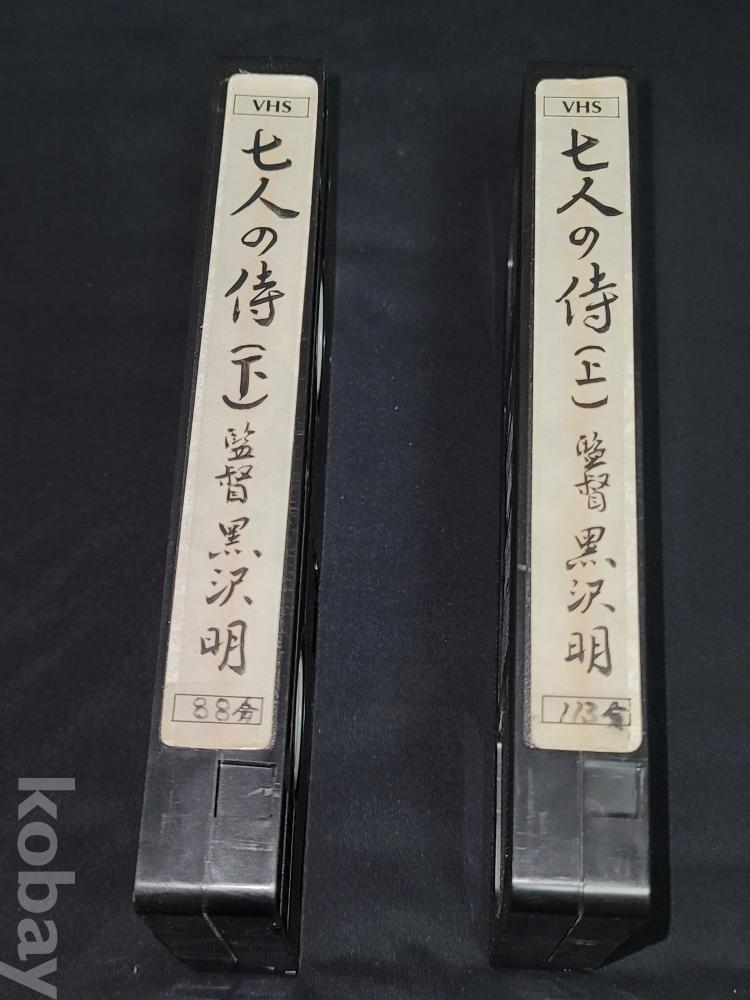 VHS
七人の侍(下)監督 黒沢明
88分
VHS
七人の侍(上)監督 黒沢明
113分
kobay